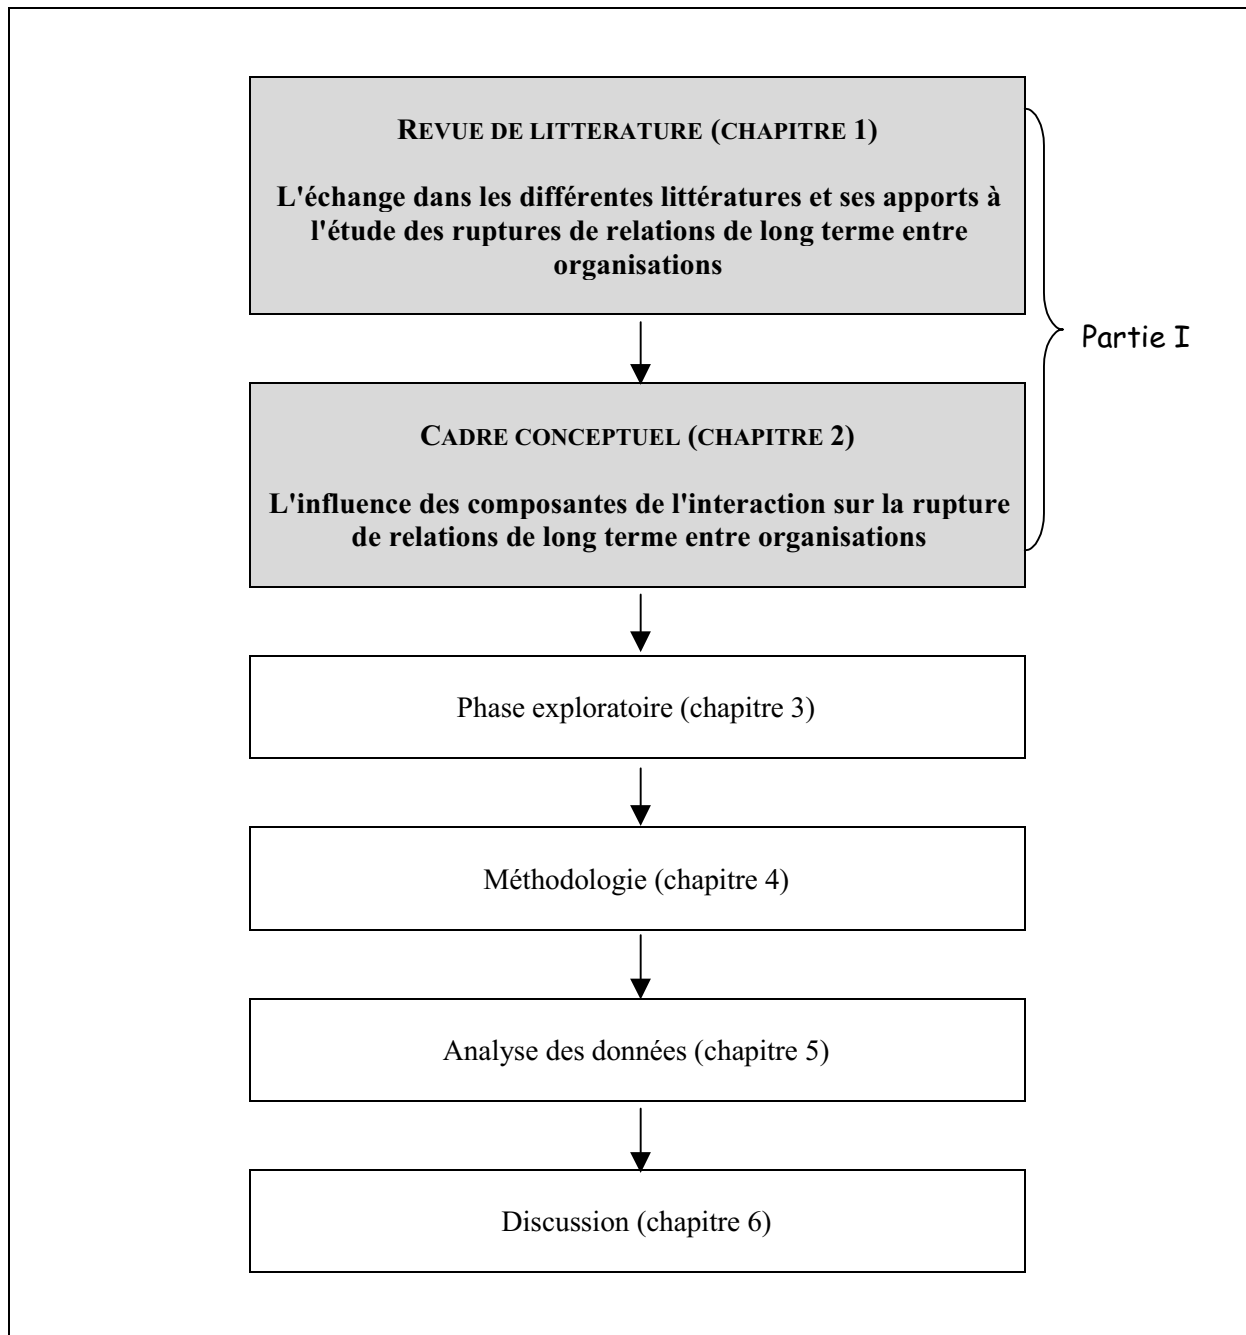 REVUE DE LITTERATURE (CHAPITRE 1)
L'échange dans les différentes littératures et ses apports à
l'étude des ruptures de relations de long terme entre
organisations
Partie I
CADRE CONCEPTUEL (CHAPITRE 2)
L'influence des composantes de l'interaction sur la rupture
de relations de long terme entre organisations
Phase exploratoire (chapitre 3)
Méthodologie (chapitre 4)
Analyse des données (chapitre 5)
Discussion (chapitre 6)